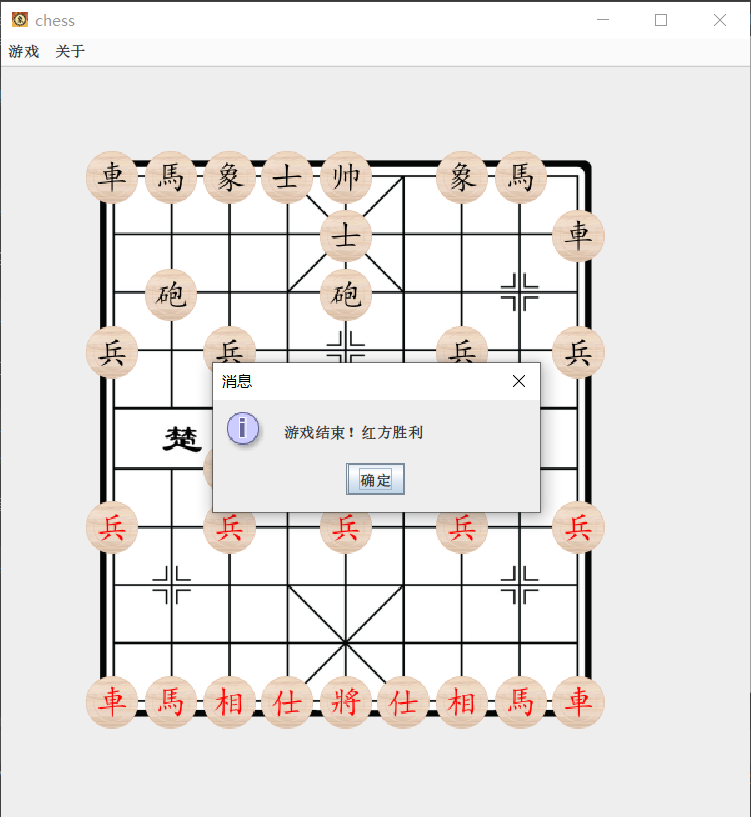 chess
游戏 关于
車 馬 象 士 帅 象 馬
士 車
砲 砲
兵 兵 兵 兵
消息
游戏结束！红方胜利
楚
确定
兵 兵 兵 兵 兵
車 馬 相 仕 將 仕 相 馬 車